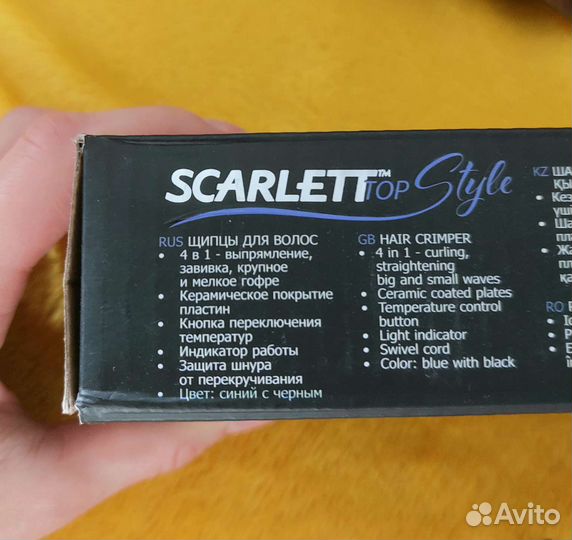 SCARLETT™ TOP Style
RUS ЩИПЦЫ ДЛЯ ВОЛОС
• 4 в 1 - выпрямление,
завивка, крупное
и мелкое гофре
• Керамическое покрытие
пластин
• Кнопка переключения
температур
• Индикатор работы
• Защита шнура
от перекручивания
• Цвет: синий с черным
GB HAIR CRIMPER
• 4 in 1 - curling,
straightening
big and small waves
• Ceramic coated plates
• Temperature control
button
• Light indicator
• Swivel cord
• Color: blue with black
KZ
RO
Avito